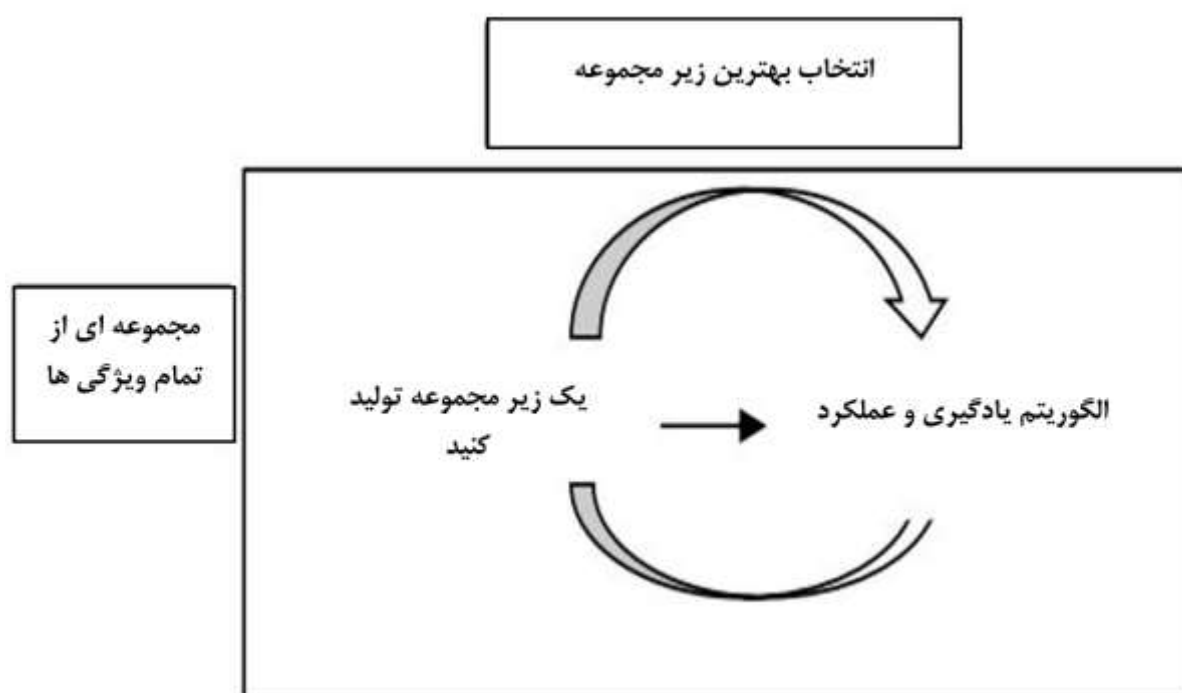 انتخاب بهترین زیر مجموعه
مجموعه ای از
تمام ویژگی ها
یک زیر مجموعه تولید
کنید
الگوریتم یادگیری و عملکرد